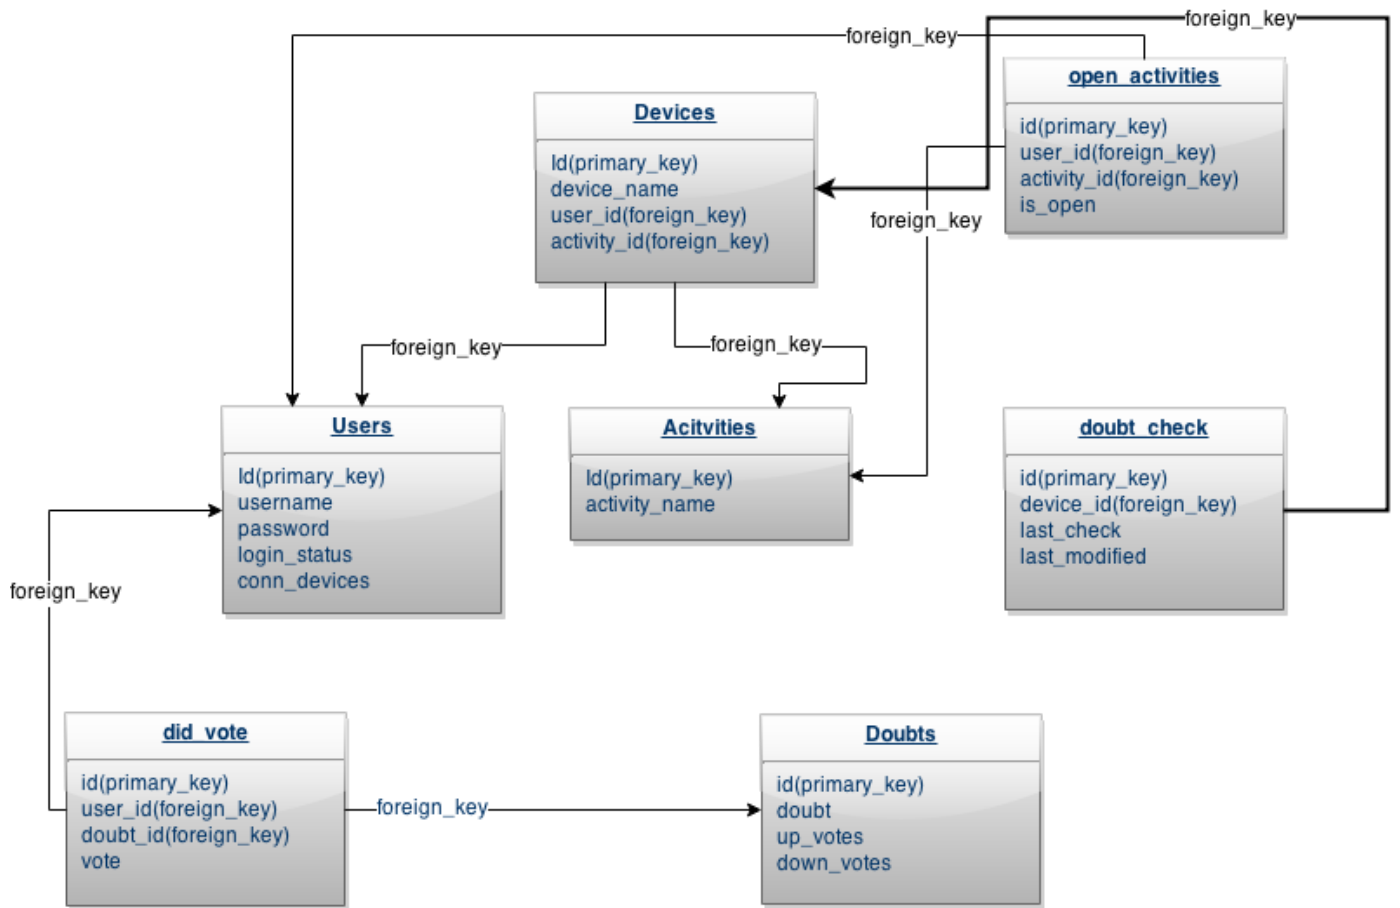 foreign_key
foreign_key
open_activities
id(primary_key)
user_id(foreign_key)
activity_id(foreign_key)
is_open
Devices
Id(primary_key)
device_name
user_id(foreign_key)
activity_id(foreign_key)
foreign_key
foreign_key
foreign_key
Users
Id(primary_key)
username
password
login_status
conn_devices
Acitvities
Id(primary_key)
activity_name
doubt_check
id(primary_key)
device_id(foreign_key)
last_check
last_modified
foreign_key
did_vote
id(primary_key)
user_id(foreign_key)
doubt_id(foreign_key)
vote
foreign_key
Doubts
id(primary_key)
doubt
up_votes
down_votes